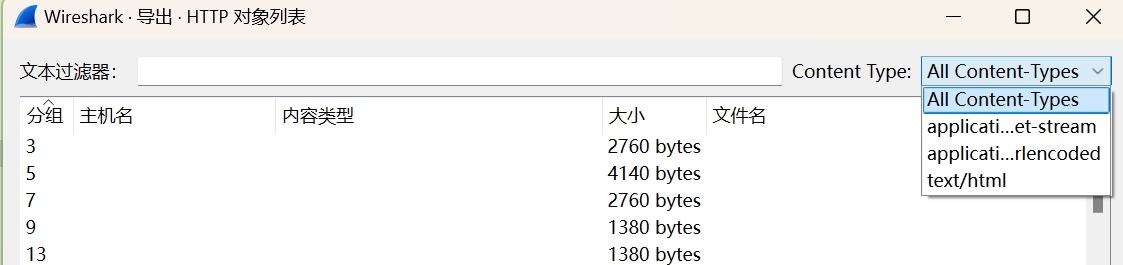 Wireshark · 导出 · HTTP 对象列表
文本过滤器： Content Type: All Content-Types
All Content-Types
applicati...et-stream
applicati...rlencoded
text/html
分组 主机名 内容类型 大小 文件名
3 2760 bytes
5 4140 bytes
7 2760 bytes
9 1380 bytes
13 1380 bytes